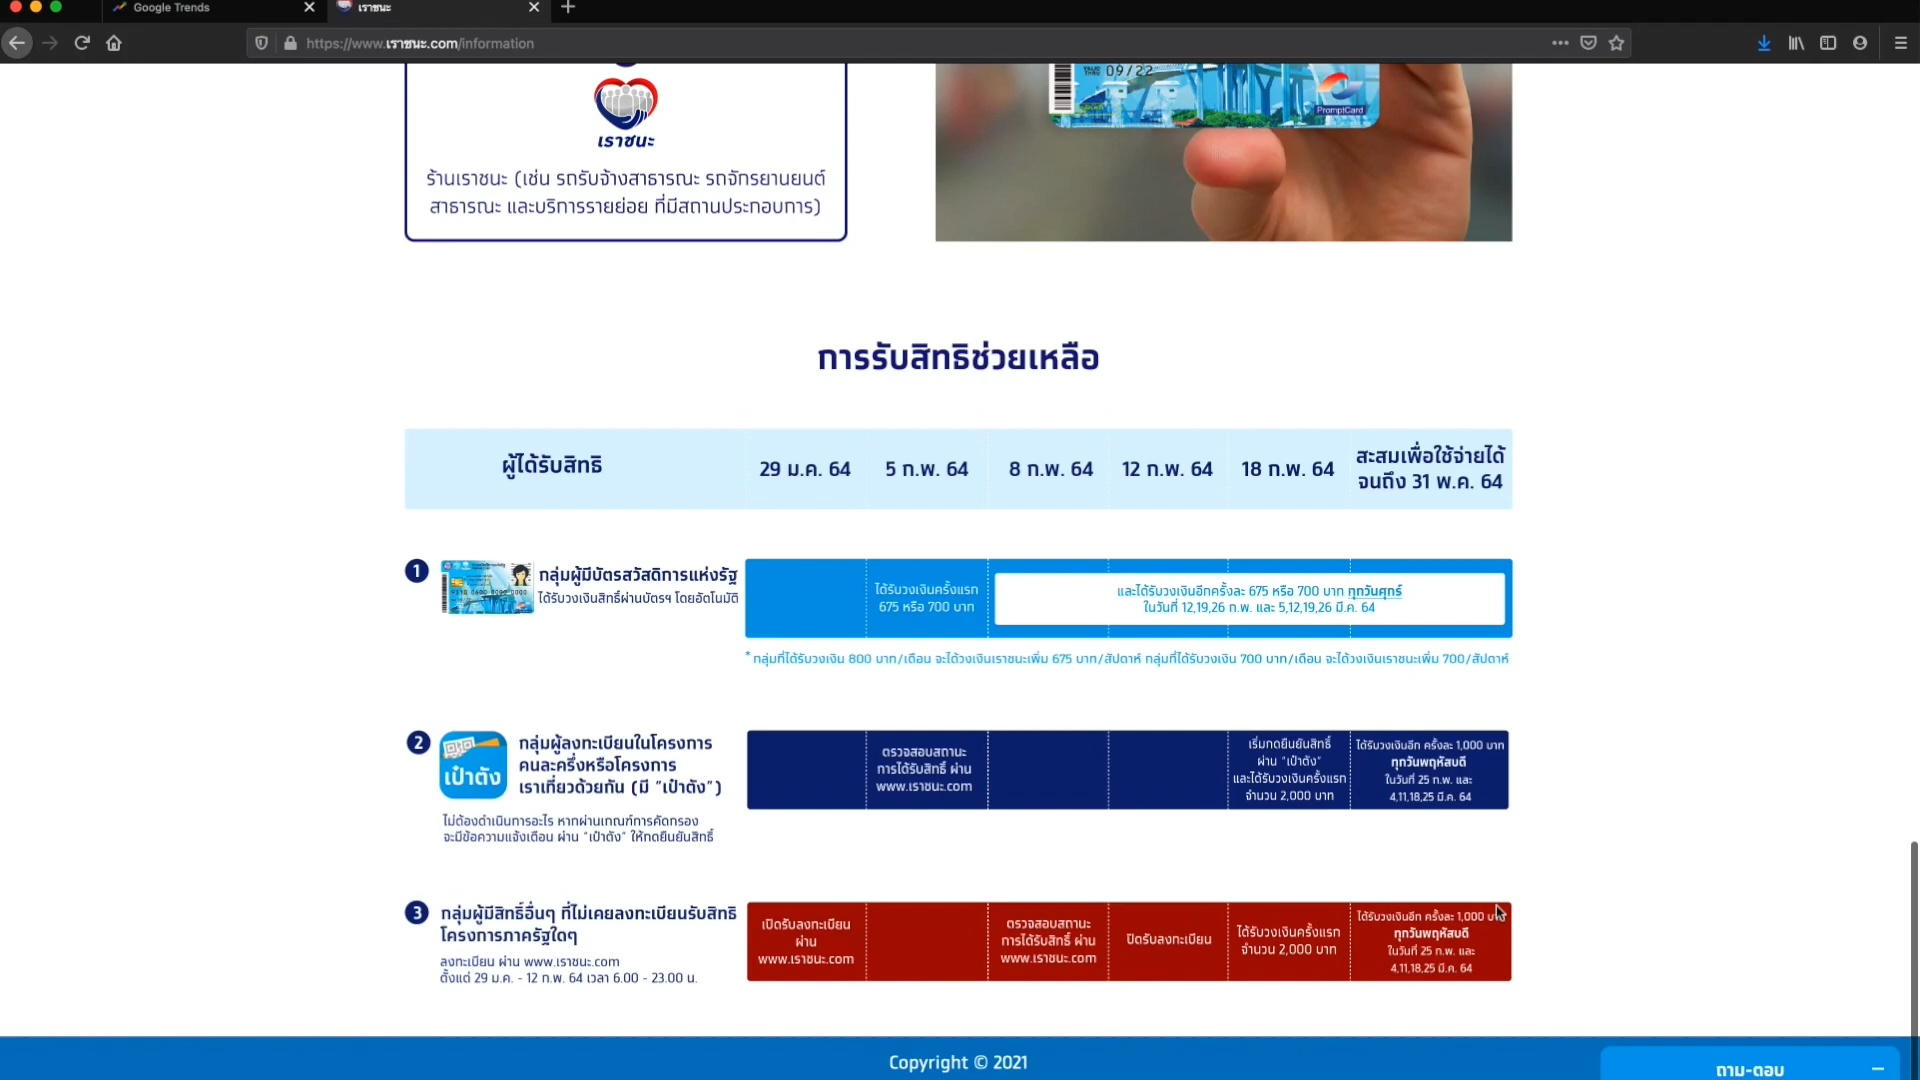 Google Trends
เราชนะ
https://www.เราชนะ.com/information
VALID THRU 09/22
PromptCard
เราชนะ
ร้านเราชนะ (เช่น รถรับจ้างสาธารณะ รถจักรยานยนต์
สาธารณะ และบริการรายย่อย ที่มีสถานประกอบการ)
การรับสิทธิช่วยเหลือ
ผู้ได้รับสิทธิ
29 ม.ค. 64
5 ก.พ. 64
8 ก.พ. 64
12 ก.พ. 64
18 ก.พ. 64
สะสมเพื่อใช้จ่ายได้
จนถึง 31 พ.ค. 64
1
กลุ่มผู้มีบัตรสวัสดิการแห่งรัฐ
ได้รับวงเงินสิทธิ์ผ่านบัตรฯ โดยอัตโนมัติ
ได้รับวงเงินครั้งแรก
675 หรือ 700 บาท
และได้รับวงเงินอีกครั้งละ 675 หรือ 700 บาท ทุกวันศุกร์
ในวันที่ 12,19,26 ก.พ. และ 5,12,19,26 มี.ค. 64
* กลุ่มที่ได้รับวงเงิน 800 บาท/เดือน จะได้วงเงินเราชนะเพิ่ม 675 บาท/สัปดาห์ กลุ่มที่ได้รับวงเงิน 700 บาท/เดือน จะได้วงเงินเราชนะเพิ่ม 700/สัปดาห์
2
เป๋าตัง
กลุ่มผู้ลงทะเบียนในโครงการ
คนละครึ่งหรือโครงการ
เราเที่ยวด้วยกัน (มี "เป๋าตัง")
ไม่ต้องดำเนินการอะไร หากผ่านเกณฑ์การคัดกรอง
จะมีข้อความแจ้งเตือน ผ่าน "เป๋าตัง" ให้กดยืนยันสิทธิ์
ตรวจสอบสถานะ
การได้รับสิทธิ์ ผ่าน
www.เราชนะ.com
เริ่มกดยืนยันสิทธิ์
ผ่าน "เป๋าตัง"
และได้รับวงเงินครั้งแรก
จำนวน 2,000 บาท
ได้รับวงเงินอีก ครั้งละ 1,000 บาท
ทุกวันพฤหัสบดี
ในวันที่ 25 ก.พ. และ
4,11,18,25 มี.ค. 64
3
กลุ่มผู้มีสิทธิ์อื่นๆ ที่ไม่เคยลงทะเบียนรับสิทธิ
โครงการภาครัฐใดๆ
ลงทะเบียน ผ่าน www.เราชนะ.com
ตั้งแต่ 29 ม.ค. - 12 ก.พ. 64 เวลา 6.00 - 23.00 น.
เปิดรับลงทะเบียน
ผ่าน
www.เราชนะ.com
ตรวจสอบสถานะ
การได้รับสิทธิ์ ผ่าน
www.เราชนะ.com
ปิดรับลงทะเบียน
ได้รับวงเงินครั้งแรก
จำนวน 2,000 บาท
ได้รับวงเงินอีก ครั้งละ 1,000 บาท
ทุกวันพฤหัสบดี
ในวันที่ 25 ก.พ. และ
4,11,18,25 มี.ค. 64
Copyright © 2021
ถาม-ตอบ